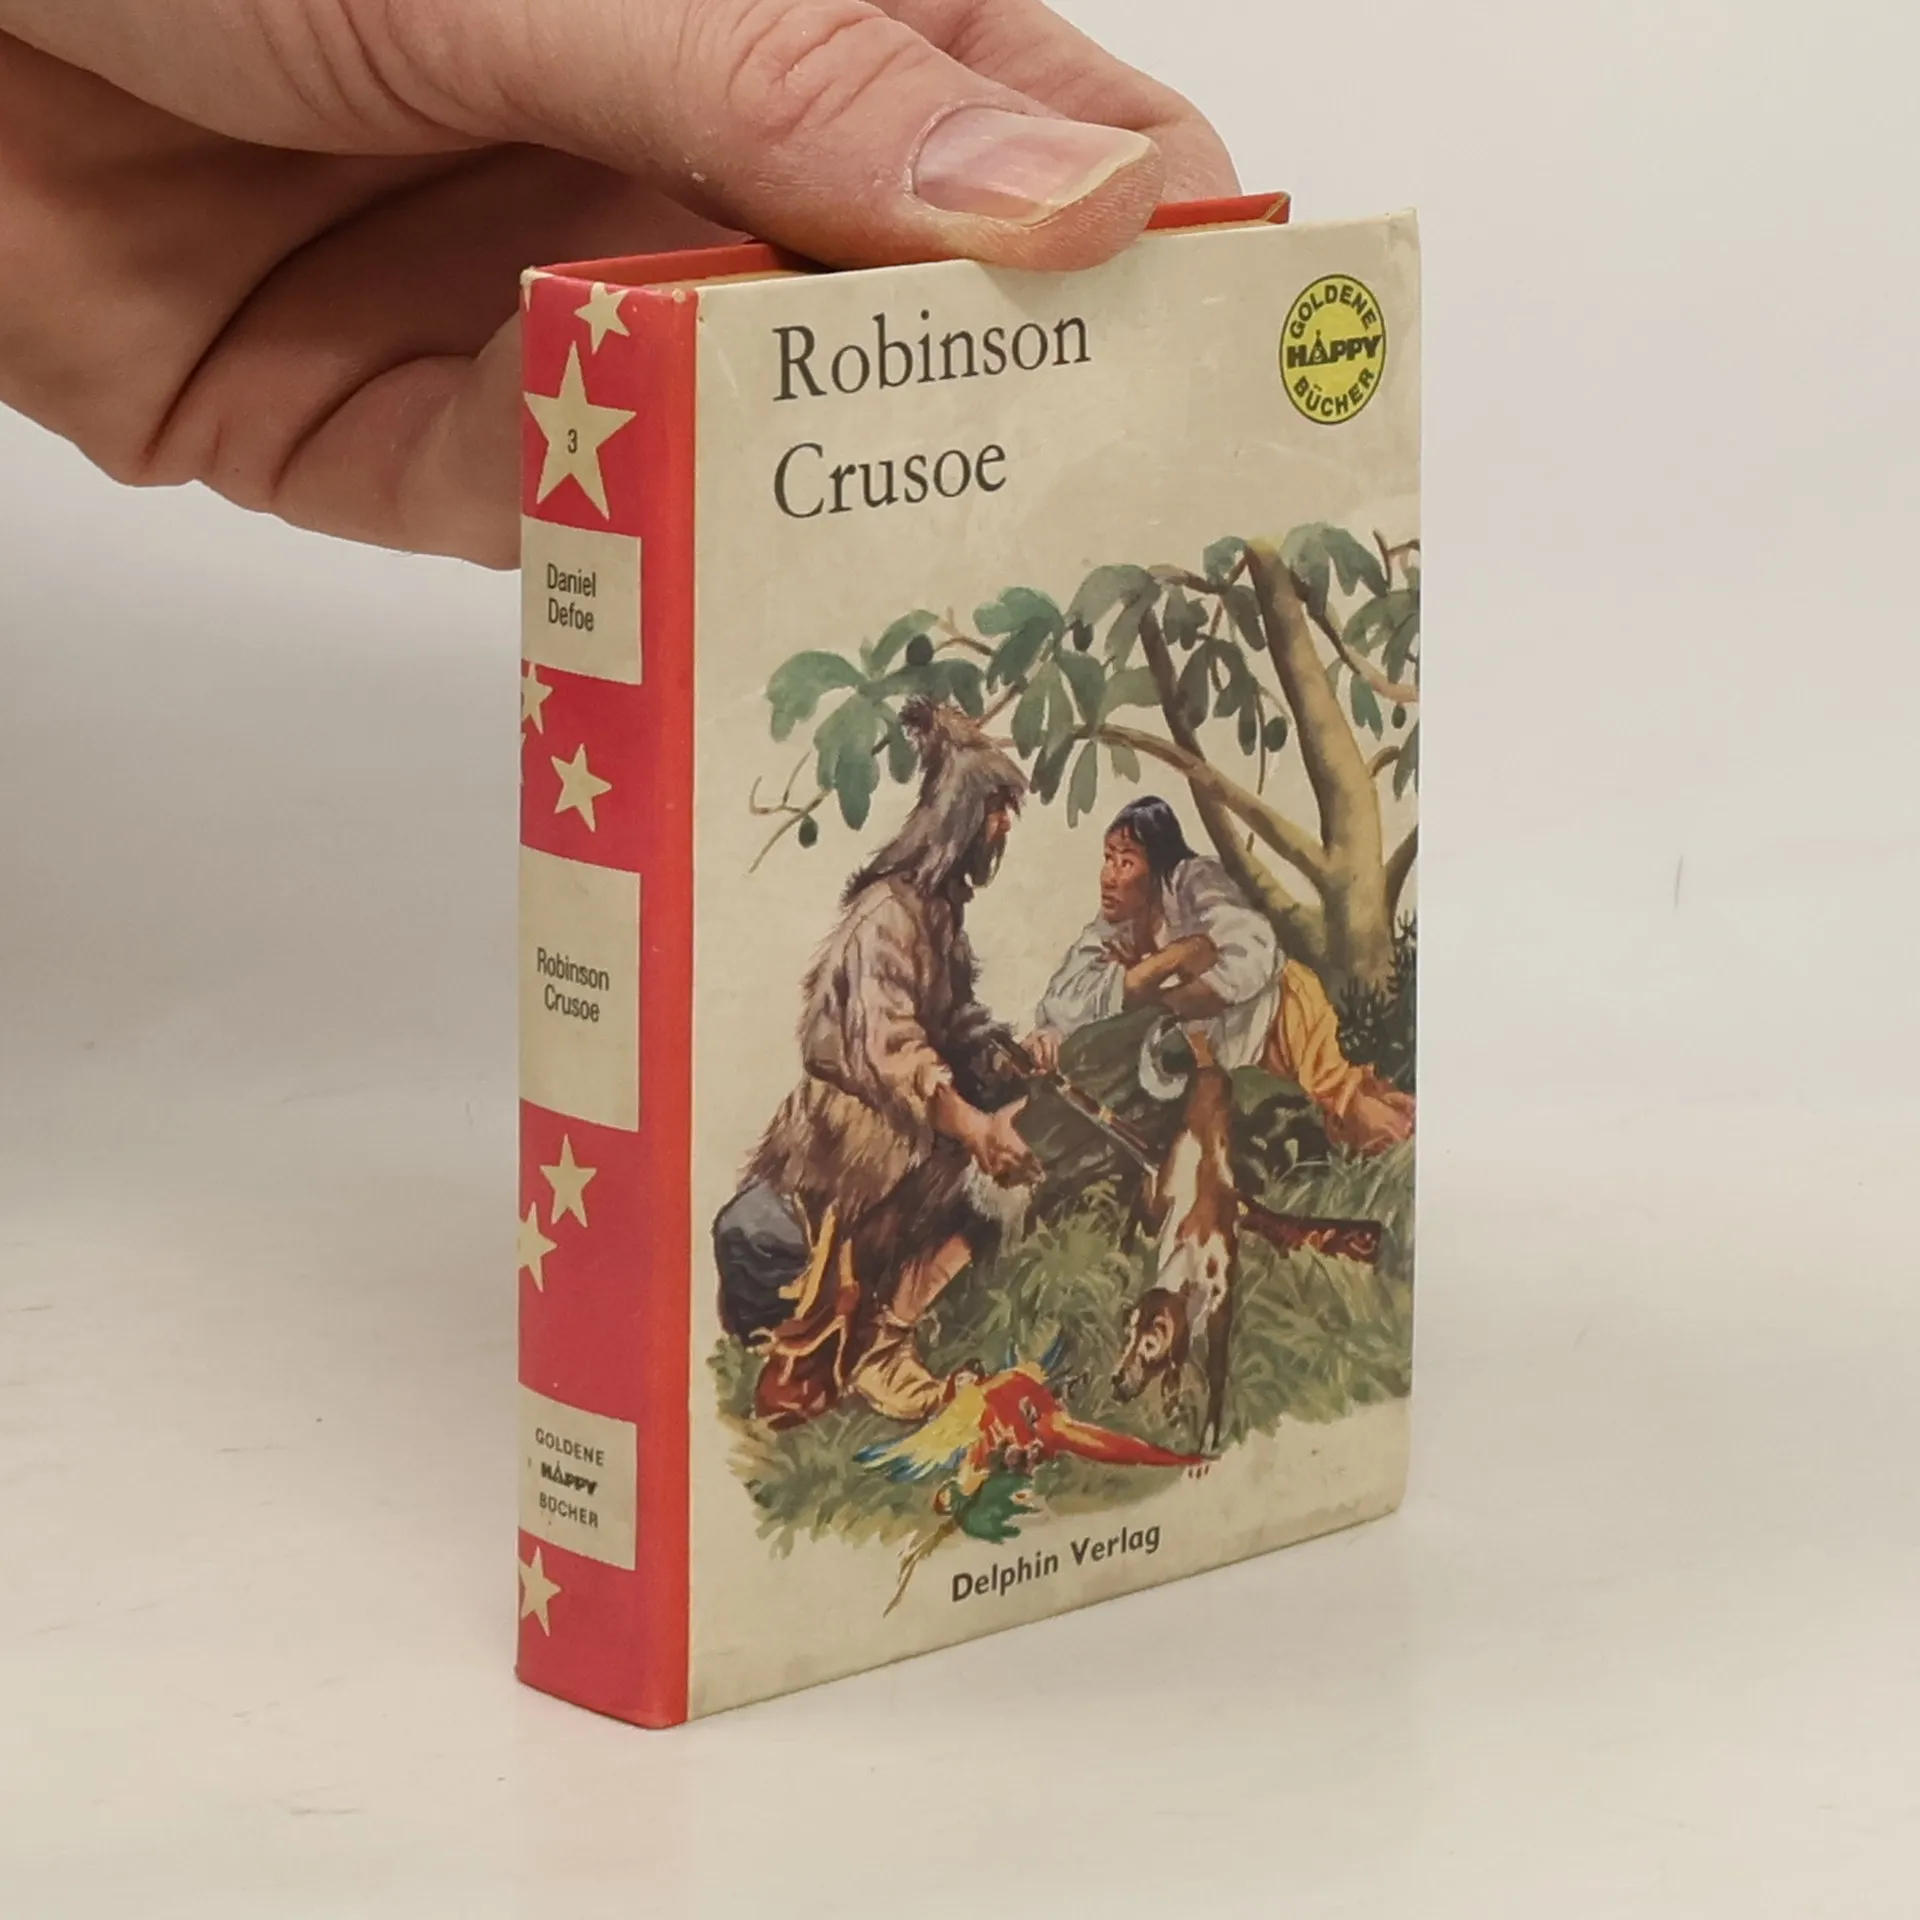 3
Daniel
Defoe
Robinson
Crusoe
GOLDENE
HAPPY
BÜCHER
Robinson
Crusoe
GOLDENE
HAPPY
BÜCHER
Delphin Verlag